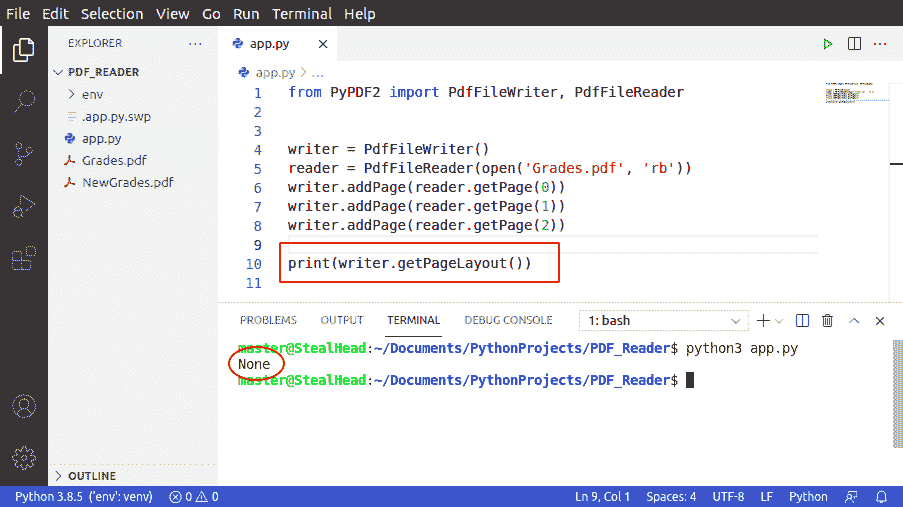 File Edit Selection View Go Run Terminal Help
EXPLORER ···
app.py
PDF_READER
env
.app.py.swp
app.py
Grades.pdf
NewGrades.pdf
OUTLINE
app.py > ...
1 from PyPDF2 import PdfFileWriter, PdfFileReader
2
3
4 writer = PdfFileWriter()
5 reader = PdfFileReader(open('Grades.pdf', 'rb'))
6 writer.addPage(reader.getPage(0))
7 writer.addPage(reader.getPage(1))
8 writer.addPage(reader.getPage(2))
9
10 print(writer.getPageLayout())
11
PROBLEMS OUTPUT TERMINAL DEBUG CONSOLE 1: bash
master@StealHead:~/Documents/PythonProjects/PDF_Reader$ python3 app.py
None
master@StealHead:~/Documents/PythonProjects/PDF_Reader$
Python 3.8.5 ('env': venv) 0 0 Ln 9, Col 1 Spaces: 4 UTF-8 LF Python